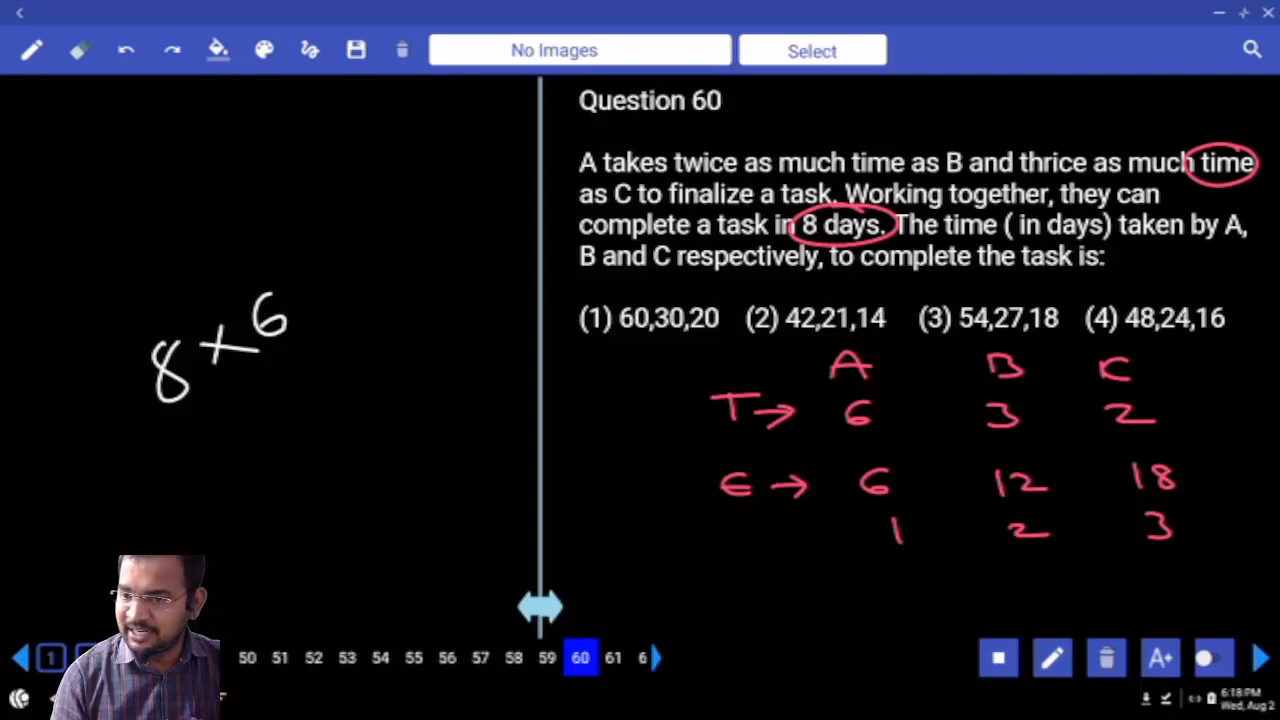 No Images
Select
Question 60
A takes twice as much time as B and thrice as much time
as C to finalize a task. Working together, they can
complete a task in 8 days. The time ( in days) taken by A,
B and C respectively, to complete the task is:
(1) 60,30,20 (2) 42,21,14 (3) 54,27,18 (4) 48,24,16
8 + 6
A B C
T → 6 3 2
E → 6 12 18
1 2 3
1 50 51 52 53 54 55 56 57 58 59 60 61 6
A+
6:18 PM
Wed, Aug 2